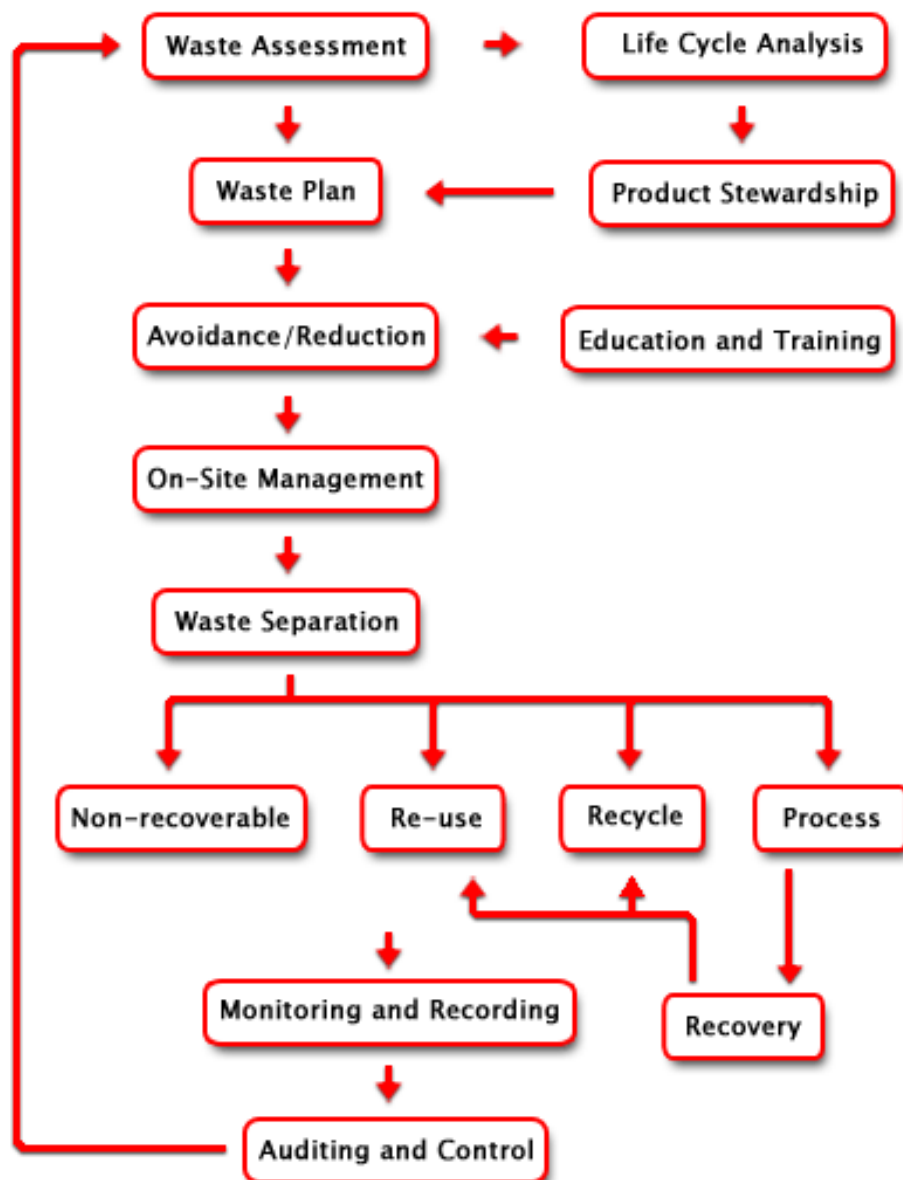 Waste Assessment
Life Cycle Analysis
Waste Plan
Product Stewardship
Avoidance/Reduction
Education and Training
On-Site Management
Waste Separation
Non-recoverable
Re-use
Recycle
Process
Monitoring and Recording
Recovery
Auditing and Control